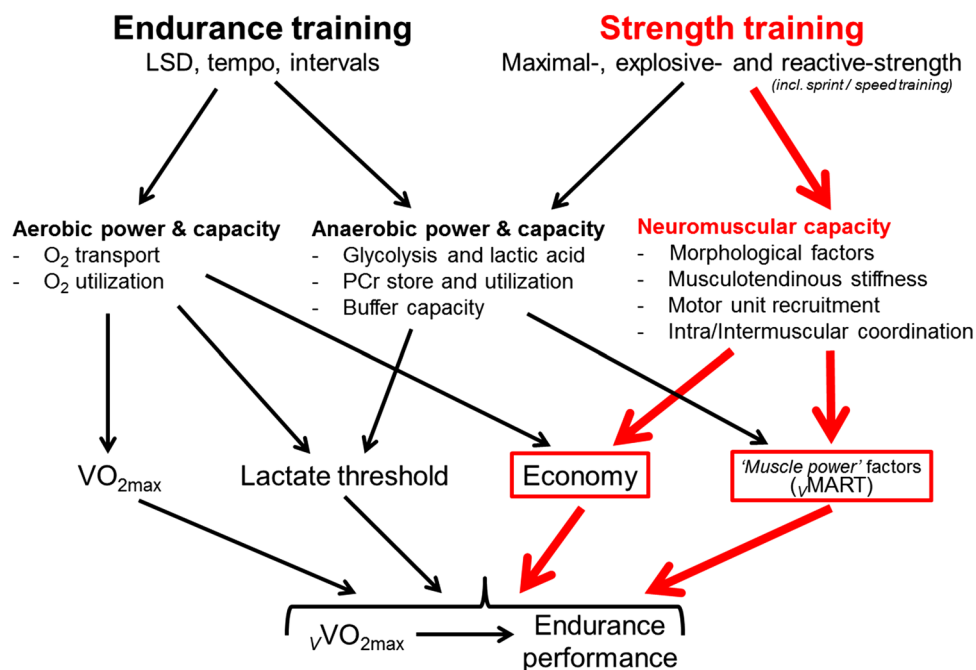 Endurance training
LSD, tempo, intervals
Strength training
Maximal-, explosive- and reactive-strength
(incl. sprint / speed training)
Aerobic power & capacity
- O2 transport
- O2 utilization
Anaerobic power & capacity
- Glycolysis and lactic acid
- PCr store and utilization
- Buffer capacity
Neuromuscular capacity
- Morphological factors
- Musculotendinous stiffness
- Motor unit recruitment
- Intra/Intermuscular coordination
VO2max
Lactate threshold
Economy
‘Muscle power’ factors
(VMART)
VVO2max
Endurance
performance